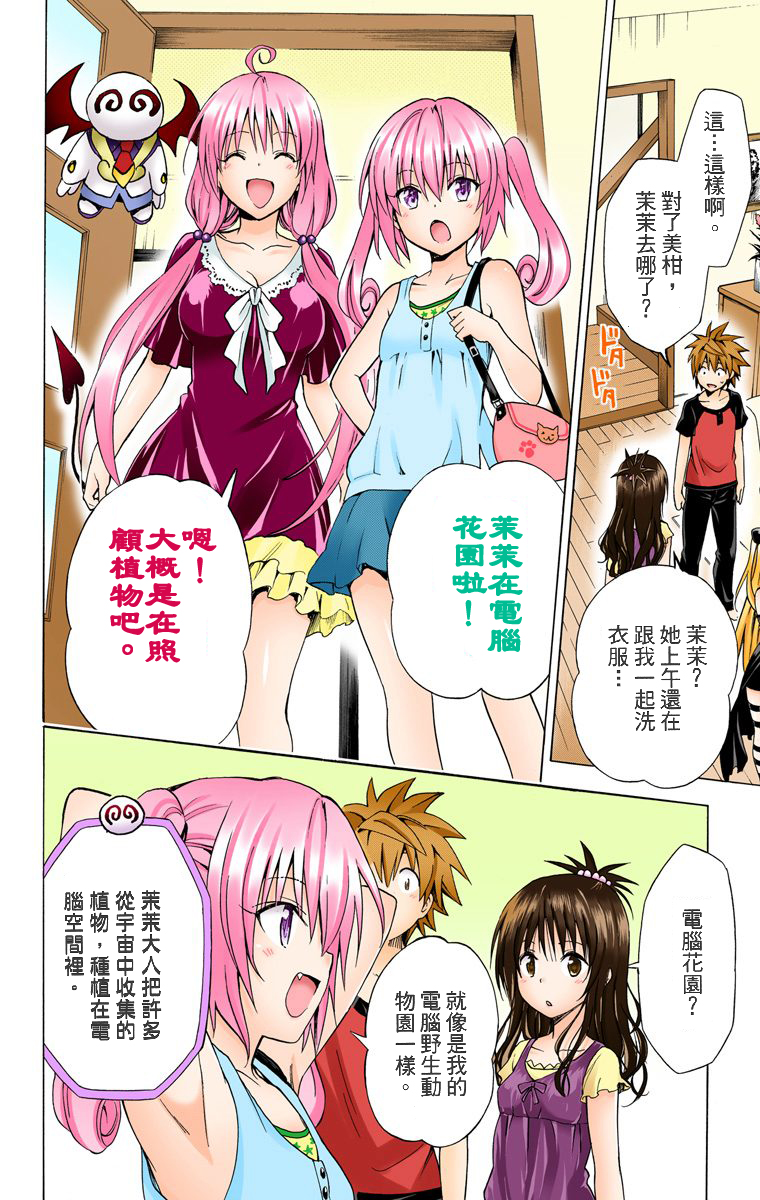 這…這樣啊。
對了美柑，
茉茉去哪了？
ドタ
ドタ
茉茉？
她上午還在
跟我一起洗
衣服…
茉茉在電腦
花園啦！
嗯！
大概是在照
顧植物吧。
電腦花園？
就像是我的
電腦野生動
物園一樣。
茉茉大人把許多
從宇宙中收集的
植物，種植在電
腦空間裡。